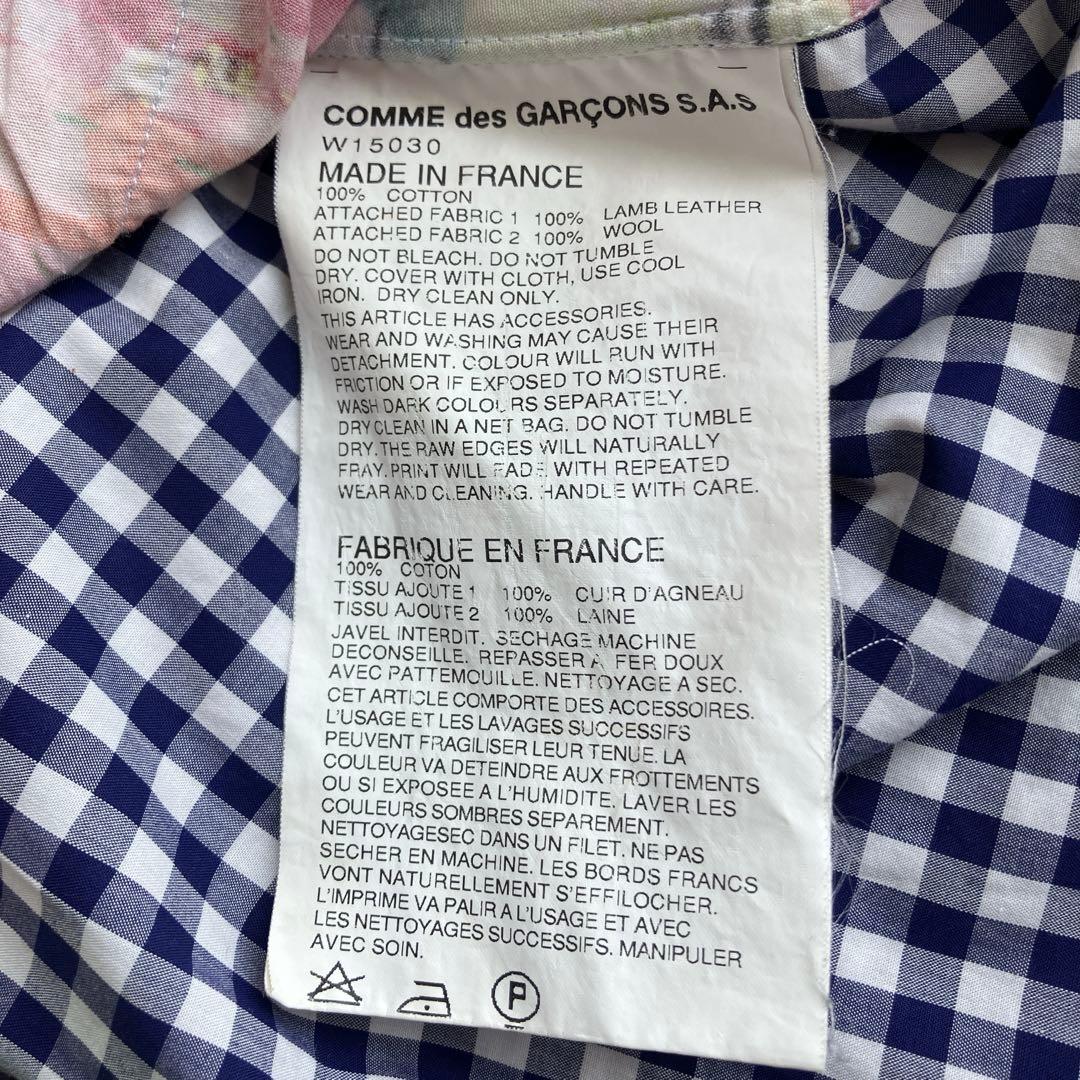 COMME des GARÇONS S.A.S
W15030
MADE IN FRANCE
100% COTTON
ATTACHED FABRIC 1 100% LAMB LEATHER
ATTACHED FABRIC 2 100% WOOL
DO NOT BLEACH. DO NOT TUMBLE
DRY. COVER WITH CLOTH, USE COOL
IRON. DRY CLEAN ONLY.
THIS ARTICLE HAS ACCESSORIES.
WEAR AND WASHING MAY CAUSE THEIR
DETACHMENT. COLOUR WILL RUN WITH
FRICTION OR IF EXPOSED TO MOISTURE.
WASH DARK COLOURS SEPARATELY.
DRY CLEAN IN A NET BAG. DO NOT TUMBLE
DRY. THE RAW EDGES WILL NATURALLY
FRAY. PRINT WILL FADE WITH REPEATED
WEAR AND CLEANING. HANDLE WITH CARE.
FABRIQUE EN FRANCE
100% COTON
TISSU AJOUTE 1 100% CUIR D'AGNEAU
TISSU AJOUTE 2 100% LAINE
JAVEL INTERDIT. SECHAGE MACHINE
DECONSEILLE. REPASSER A FER DOUX
AVEC PATTEMOUILLE. NETTOYAGE A SEC.
CET ARTICLE COMPORTE DES ACCESSOIRES.
L'USAGE ET LES LAVAGES SUCCESSIFS
PEUVENT FRAGILISER LEUR TENUE. LA
COULEUR VA DETEINDRE AUX FROTTEMENTS
OU SI EXPOSEE A L'HUMIDITE. LAVER LES
COULEURS SOMBRES SEPAREMENT.
NETTOYAGESEC DANS UN FILET. NE PAS
SECHER EN MACHINE. LES BORDS FRANCS
VONT NATURELLEMENT S'EFFILOCHER.
L'IMPRIME VA PALIR A L'USAGE ET AVEC
LES NETTOYAGES SUCCESSIFS. MANIPULER
AVEC SOIN.
P